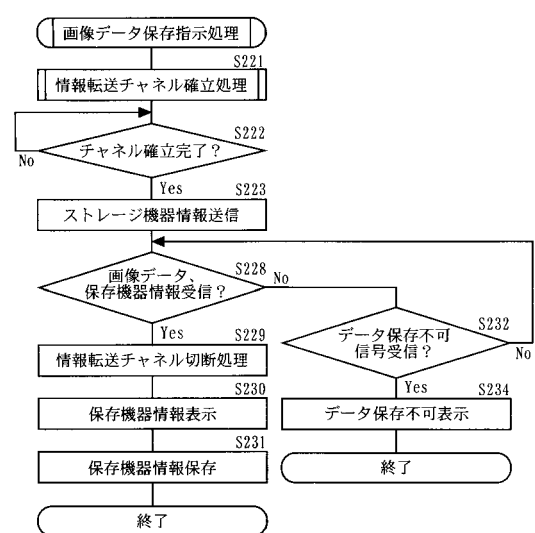 画像データ保存指示処理
S221
情報転送チャネル確立処理
S222
チャネル確立完了？
No
Yes
S223
ストレージ機器情報送信
画像データ、
保存機器情報受信？
S228
No
Yes
S229
情報転送チャネル切断処理
S230
保存機器情報表示
S231
保存機器情報保存
終了
S232
データ保存不可
信号受信？
No
Yes
S234
データ保存不可表示
終了